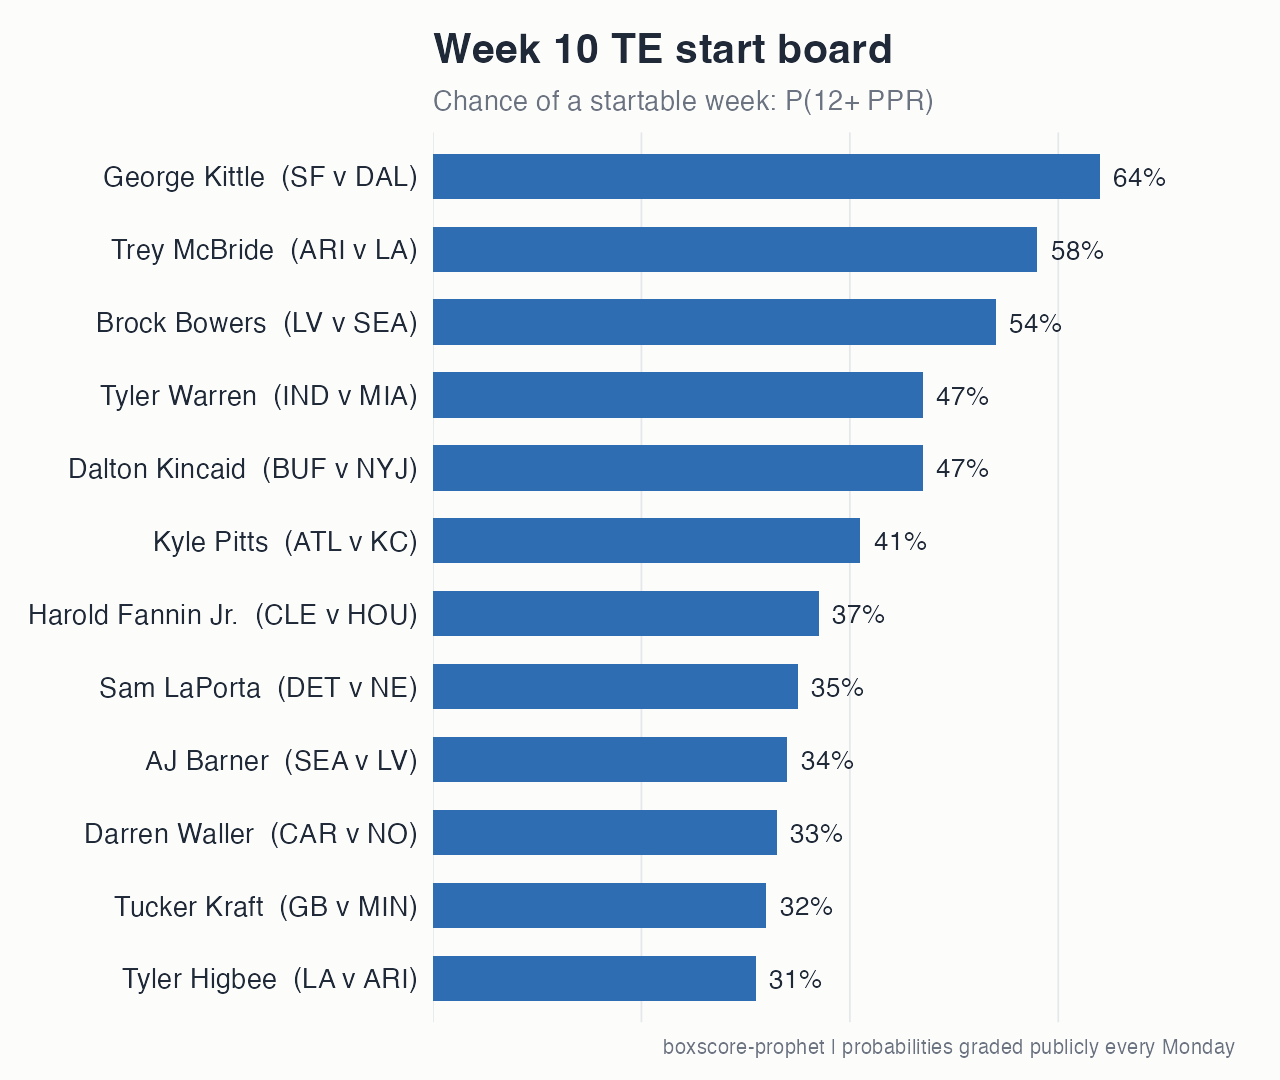 Week 10 TE start board
Chance of a startable week: P(12+ PPR)
George Kittle (SF v DAL) 64%
Trey McBride (ARI v LA) 58%
Brock Bowers (LV v SEA) 54%
Tyler Warren (IND v MIA) 47%
Dalton Kincaid (BUF v NYJ) 47%
Kyle Pitts (ATL v KC) 41%
Harold Fannin Jr. (CLE v HOU) 37%
Sam LaPorta (DET v NE) 35%
AJ Barner (SEA v LV) 34%
Darren Waller (CAR v NO) 33%
Tucker Kraft (GB v MIN) 32%
Tyler Higbee (LA v ARI) 31%
boxscore-prophet | probabilities graded publicly every Monday